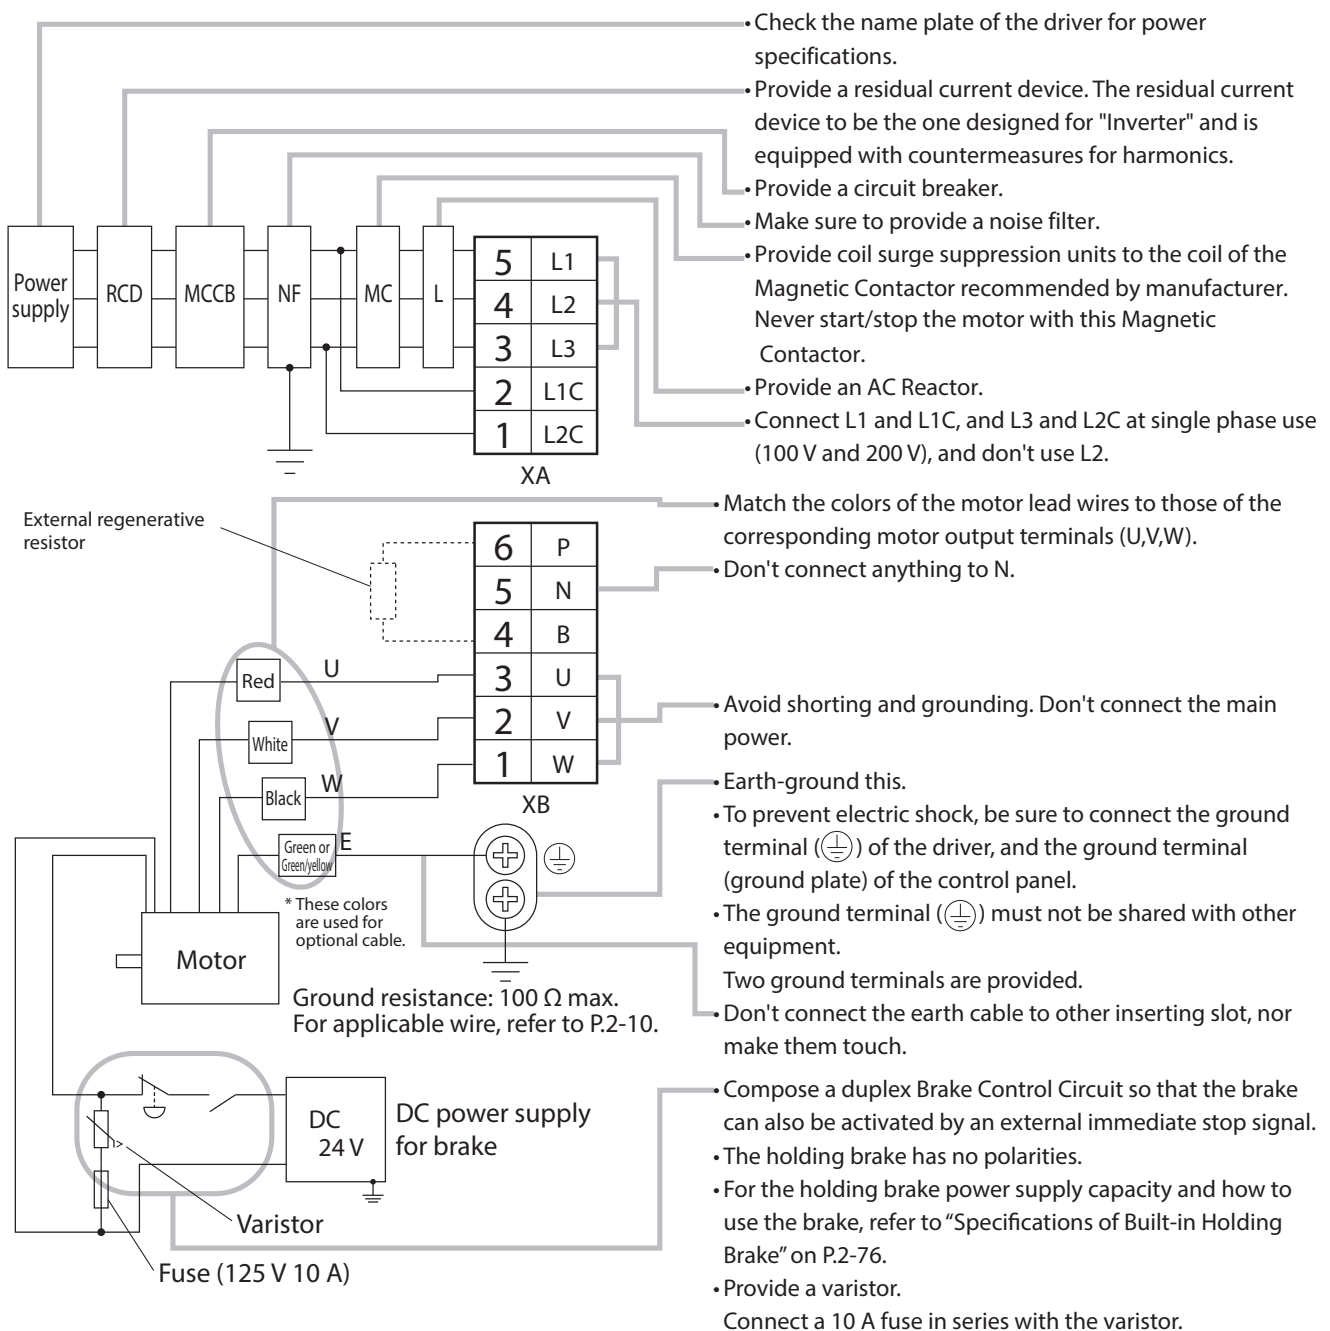 • Check the name plate of the driver for power
specifications.
• Provide a residual current device. The residual current
device to be the one designed for "Inverter" and is
equipped with countermeasures for harmonics.
• Provide a circuit breaker.
• Make sure to provide a noise filter.
• Provide coil surge suppression units to the coil of the
Magnetic Contactor recommended by manufacturer.
Never start/stop the motor with this Magnetic
Contactor.
• Provide an AC Reactor.
• Connect L1 and L1C, and L3 and L2C at single phase use
(100 V and 200 V), and don't use L2.
Power
supply
RCD
MCCB
NF
MC
L
5 L1
4 L2
3 L3
2 L1C
1 L2C
XA
• Match the colors of the motor lead wires to those of the
corresponding motor output terminals (U,V,W).
• Don't connect anything to N.
External regenerative
resistor
6 P
5 N
4 B
3 U
2 V
1 W
XB
Red
U
White
V
Black
W
Green or
Green/yellow
E
* These colors
are used for
optional cable.
Motor
Ground resistance: 100 Ω max.
For applicable wire, refer to P.2-10.
• Avoid shorting and grounding. Don't connect the main
power.
• Earth-ground this.
• To prevent electric shock, be sure to connect the ground
terminal (⏚) of the driver, and the ground terminal
(ground plate) of the control panel.
• The ground terminal (⏚) must not be shared with other
equipment.
Two ground terminals are provided.
• Don't connect the earth cable to other inserting slot, nor
make them touch.
DC
24 V
DC power supply
for brake
Varistor
Fuse (125 V 10 A)
• Compose a duplex Brake Control Circuit so that the brake
can also be activated by an external immediate stop signal.
• The holding brake has no polarities.
• For the holding brake power supply capacity and how to
use the brake, refer to “Specifications of Built-in Holding
Brake” on P.2-76.
• Provide a varistor.
Connect a 10 A fuse in series with the varistor.